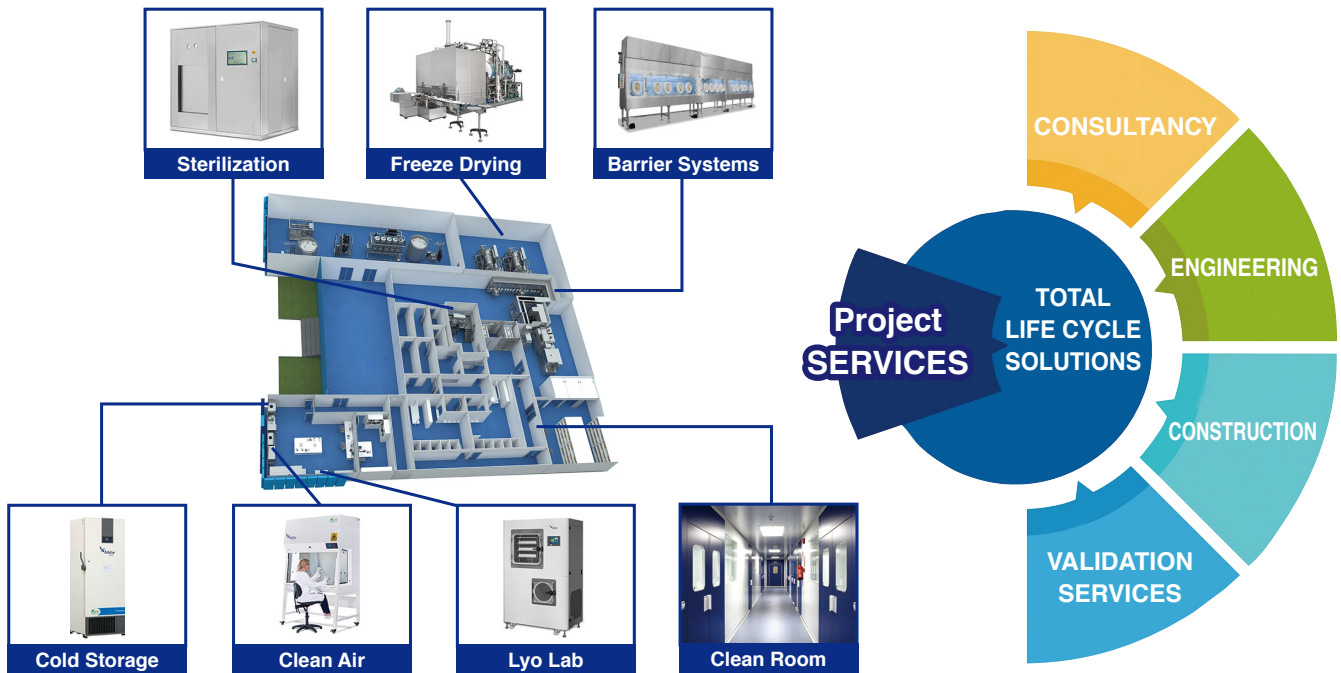 Sterilization
Freeze Drying
Barrier Systems
Cold Storage
Clean Air
Lyo Lab
Clean Room
Project
SERVICES
TOTAL
LIFE CYCLE
SOLUTIONS
CONSULTANCY
ENGINEERING
CONSTRUCTION
VALIDATION
SERVICES